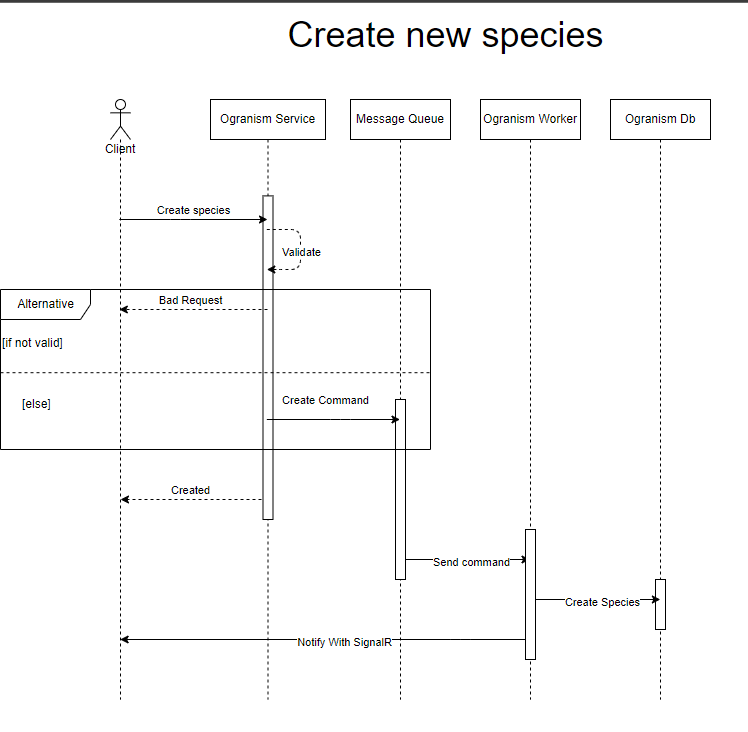 Create new species
Client
Ogranism Service
Message Queue
Ogranism Worker
Ogranism Db
Create species
Validate
Alternative
Bad Request
[if not valid]
[else]
Create Command
Created
Send command
Create Species
Notify With SignalR